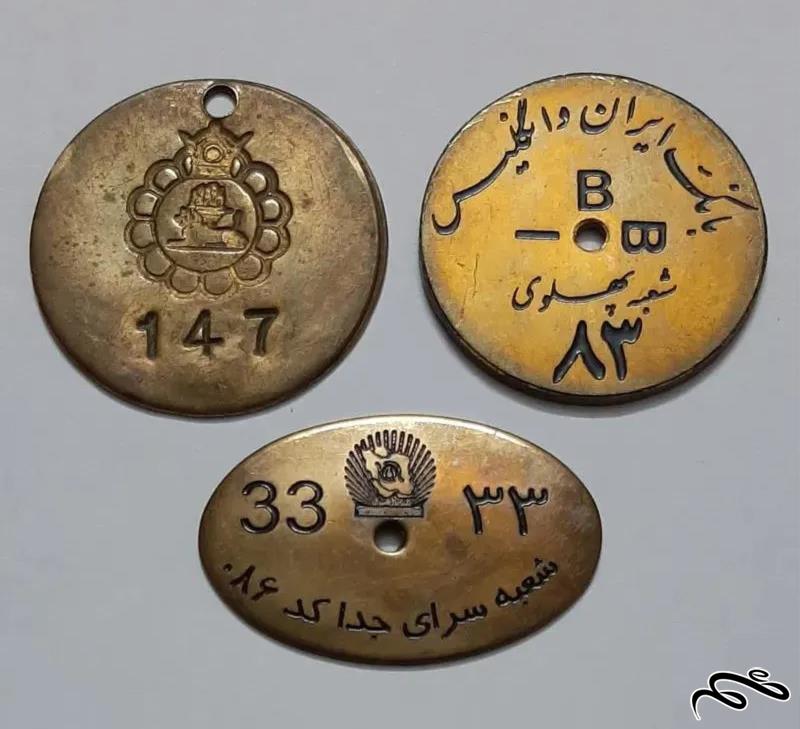 147
بانک ایران و انگلیس
B
I B
شعبه پهلوی
۸۳
33 ۳۳
شعبه سرای جدا کد ۰۸۶